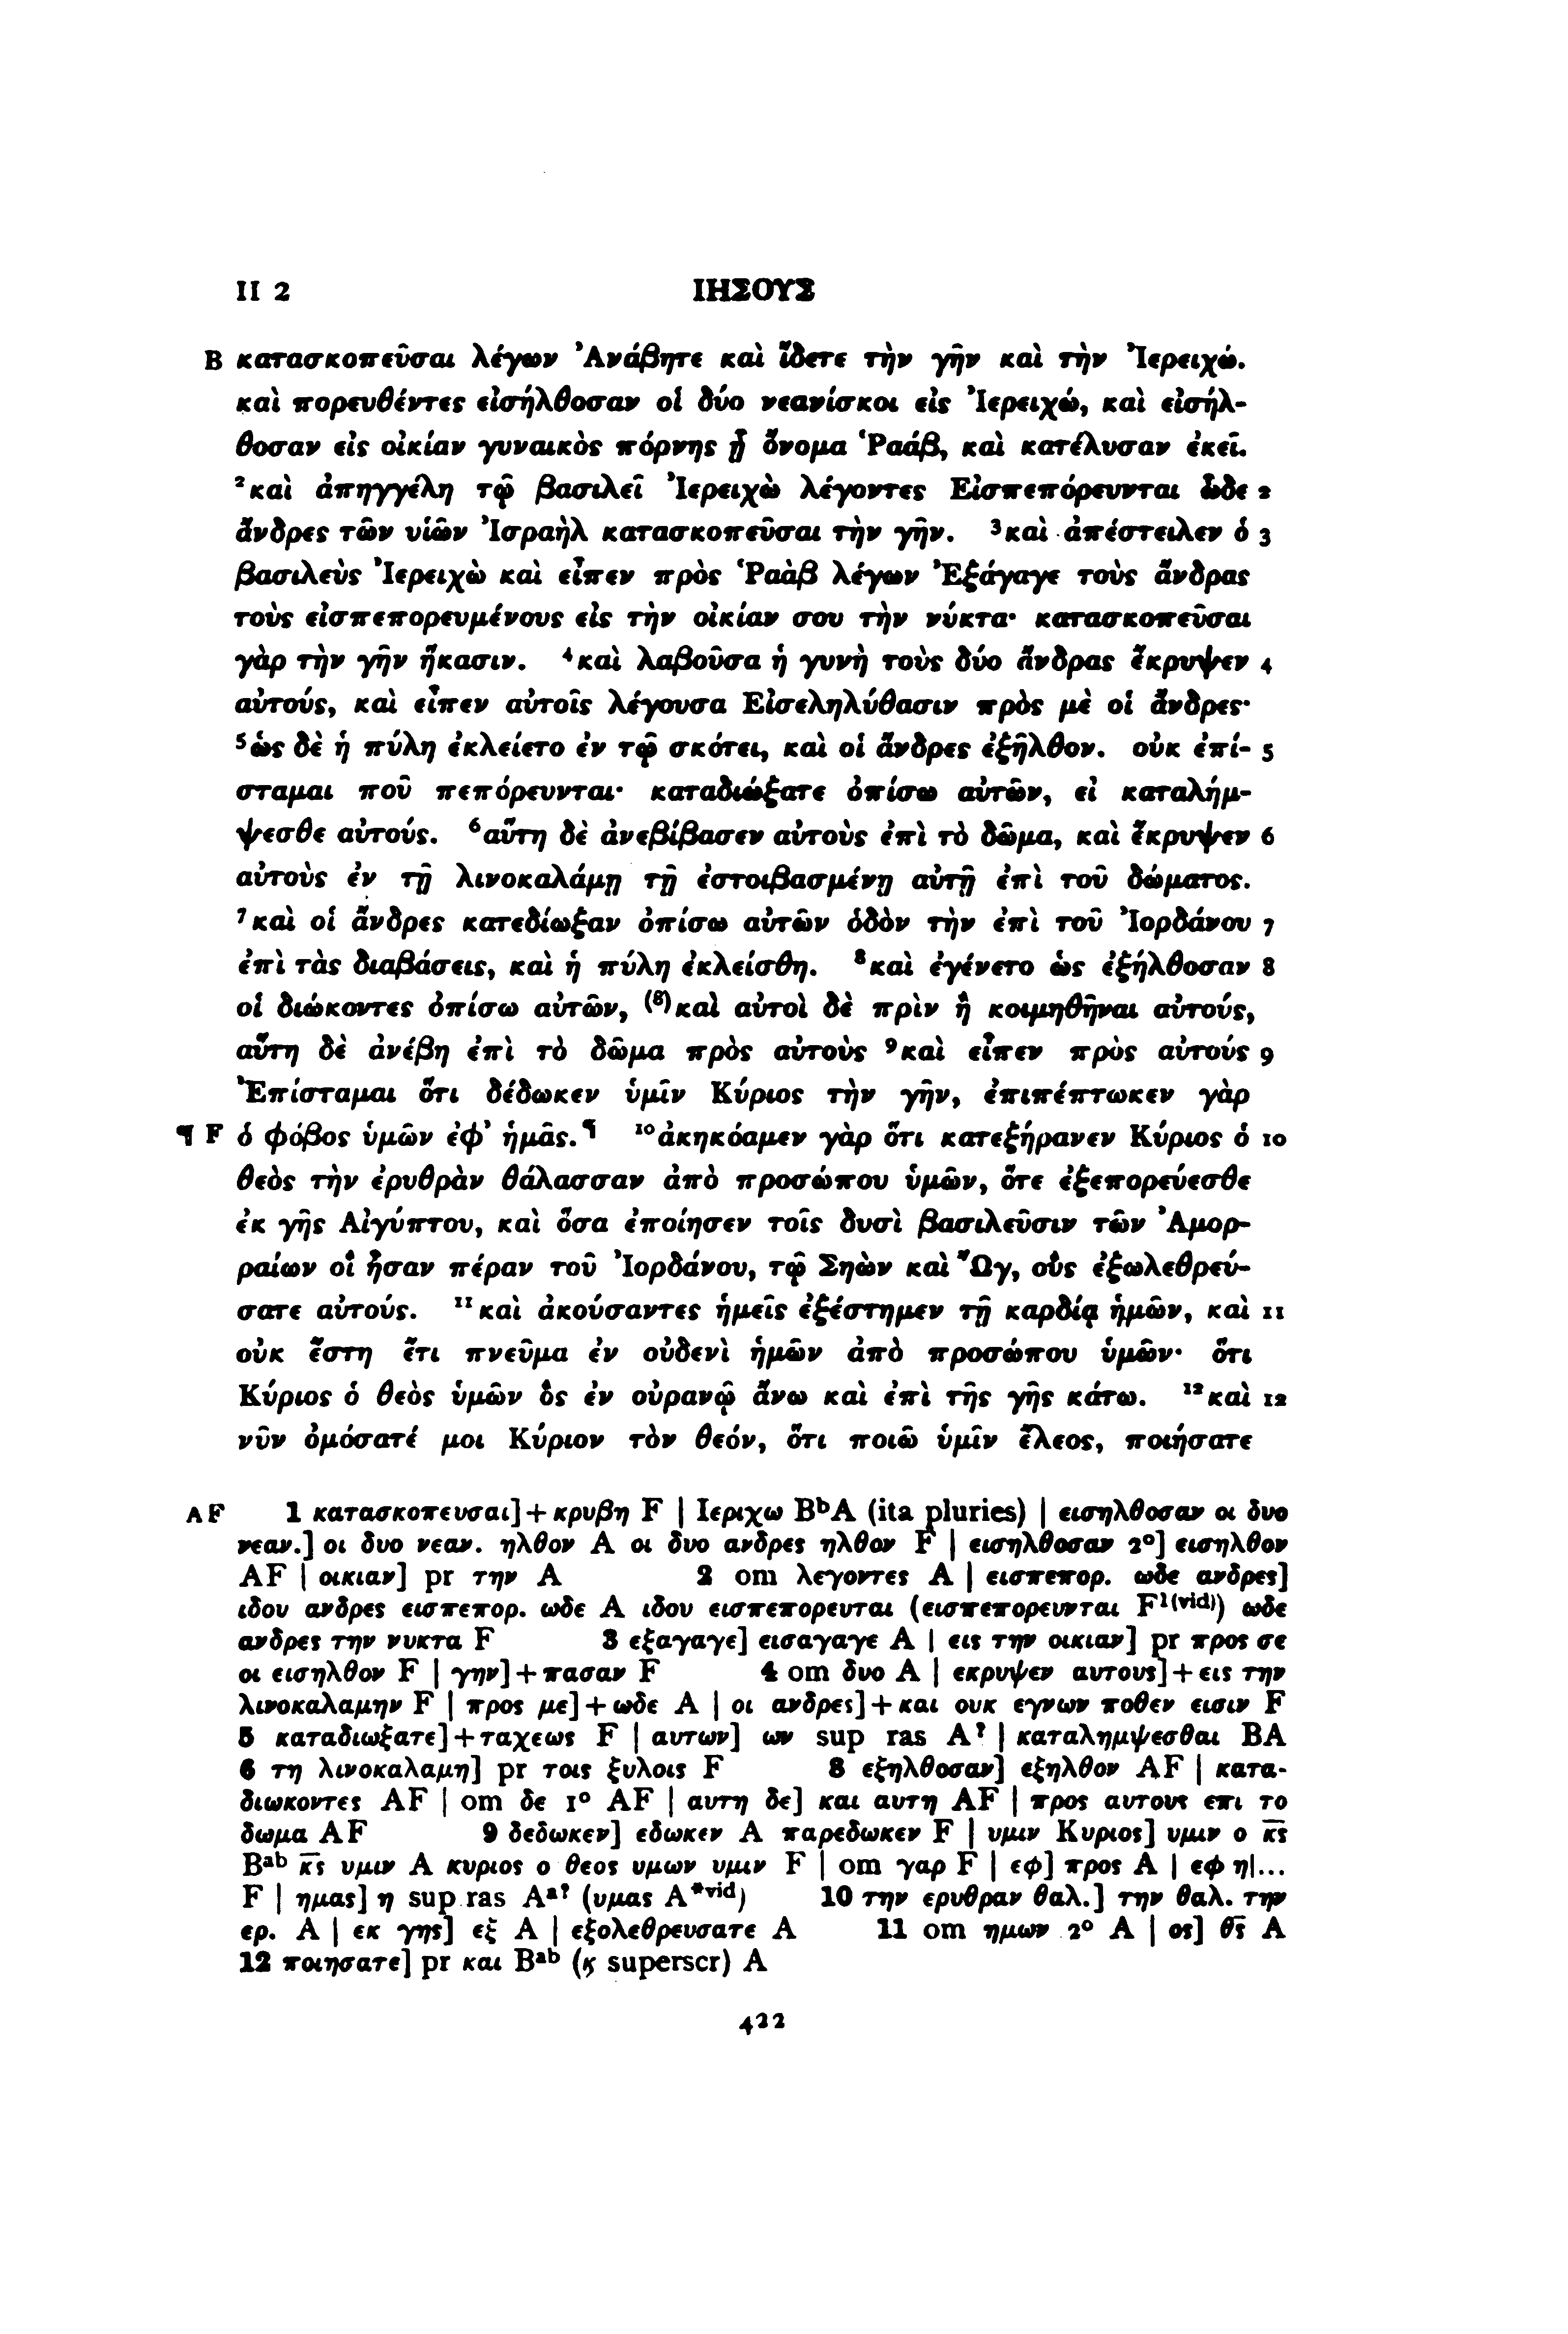 II 2 ΙΗΣΟΥΣ
B κατασκοπεῦσαι λέγων Ἀνάβητε καὶ ἴδετε τὴν γῆν καὶ τὴν Ἰερειχώ.
καὶ πορευθέντες εἰσήλθοσαν οἱ δύο νεανίσκοι εἰς Ἰερειχώ, καὶ εἰσήλ-
θοσαν εἰς οἰκίαν γυναικὸς πόρνης ᾗ ὄνομα Ῥαάβ, καὶ κατέλυσαν ἐκεῖ.
²καὶ ἀπηγγέλη τῷ βασιλεῖ Ἰερειχὼ λέγοντες Εἰσπεπόρευνται ὧδε 2
ἄνδρες τῶν υἱῶν Ἰσραὴλ κατασκοπεῦσαι τὴν γῆν. ³καὶ ἀπέστειλεν ὁ 3
βασιλεὺς Ἰερειχὼ καὶ εἶπεν πρὸς Ῥαὰβ λέγων Ἐξάγαγε τοὺς ἄνδρας
τοὺς εἰσπεπορευμένους εἰς τὴν οἰκίαν σου τὴν νύκτα· κατασκοπεῦσαι
γὰρ τὴν γῆν ἥκασιν. ⁴καὶ λαβοῦσα ἡ γυνὴ τοὺς δύο ἄνδρας ἔκρυψεν 4
αὐτούς, καὶ εἶπεν αὐτοῖς λέγουσα Εἰσεληλύθασιν πρὸς μὲ οἱ ἄνδρες·
⁵ὡς δὲ ἡ πύλη ἐκλείετο ἐν τῷ σκότει, καὶ οἱ ἄνδρες ἐξῆλθον. οὐκ ἐπί- 5
σταμαι ποῦ πεπόρευνται· καταδιώξατε ὀπίσω αὐτῶν, εἰ καταλήμ-
ψεσθε αὐτούς. ⁶αὕτη δὲ ἀνεβίβασεν αὐτοὺς ἐπὶ τὸ δῶμα, καὶ ἔκρυψεν 6
αὐτοὺς ἐν τῇ λινοκαλάμῃ τῇ ἐστοιβασμένῃ αὐτῇ ἐπὶ τοῦ δώματος.
⁷καὶ οἱ ἄνδρες κατεδίωξαν ὀπίσω αὐτῶν ὁδὸν τὴν ἐπὶ τοῦ Ἰορδάνου 7
ἐπὶ τὰς διαβάσεις, καὶ ἡ πύλη ἐκλείσθη. ⁸καὶ ἐγένετο ὡς ἐξήλθοσαν 8
οἱ διώκοντες ὀπίσω αὐτῶν, ⁽⁸⁾καὶ αὐτοὶ δὲ πρὶν ἢ κοιμηθῆναι αὐτούς,
αὕτη δὲ ἀνέβη ἐπὶ τὸ δῶμα πρὸς αὐτοὺς ⁹καὶ εἶπεν πρὸς αὐτούς 9
Ἐπίσταμαι ὅτι δέδωκεν ὑμῖν Κύριος τὴν γῆν, ἐπιπέπτωκεν γὰρ
¶ F ὁ φόβος ὑμῶν ἐφ’ ἡμᾶς.¶ ¹⁰ἀκηκόαμεν γὰρ ὅτι κατεξήρανεν Κύριος ὁ 10
θεὸς τὴν ἐρυθρὰν θάλασσαν ἀπὸ προσώπου ὑμῶν, ὅτε ἐξεπορεύεσθε
ἐκ γῆς Αἰγύπτου, καὶ ὅσα ἐποίησεν τοῖς δυσὶ βασιλεῦσιν τῶν Ἀμορ-
ραίων οἳ ἦσαν πέραν τοῦ Ἰορδάνου, τῷ Σηὼν καὶ Ὢγ, οὓς ἐξωλεθρεύ-
σατε αὐτούς. ¹¹καὶ ἀκούσαντες ἡμεῖς ἐξέστημεν τῇ καρδίᾳ ἡμῶν, καὶ 11
οὐκ ἔστη ἔτι πνεῦμα ἐν οὐδενὶ ἡμῶν ἀπὸ προσώπου ὑμῶν· ὅτι
Κύριος ὁ θεὸς ὑμῶν ὃς ἐν οὐρανῷ ἄνω καὶ ἐπὶ τῆς γῆς κάτω. ¹²καὶ 12
νῦν ὀμόσατέ μοι Κύριον τὸν θεόν, ὅτι ποιῶ ὑμῖν ἔλεος, ποιήσατε
A F 1 κατασκοπευσαι]+κρυβη F | Ιεριχω BᵇA (ita pluries) | εισηλθοσαν οι δυο
νεαν.] οι δυο νεαν. ηλθον A οι δυο ανδρες ηλθον F | εισηλθοσαν 2º] εισηλθον
AF | οικιαν] pr την A 2 om λεγοντες A | εισπεπορ. ωδε ανδρες]
ιδου ανδρες εισπεπορ. ωδε A ιδου εισπεπορευται (εισπεπορευνται F¹⁽ᵛⁱᵈ⁾) ωδε
ανδρες την νυκτα F 3 εξαγαγε] εισαγαγε A | εις την οικιαν] pr προς σε
οι εισηλθον F | γην]+πασαν F 4 om δυο A | εκρυψεν αυτους]+εις την
λινοκαλαμην F | προς με]+ωδε A | οι ανδρες]+και ουκ εγνων ποθεν εισιν F
5 καταδιωξατε]+ταχεως F | αυτων] ων sup ras A? | καταλημψεσθαι BA
6 τη λινοκαλαμη] pr τοις ξυλοις F 8 εξηλθοσαν] εξηλθον AF | κατα-
διωκοντες AF | om δε 1º AF | αυτη δε] και αυτη AF | προς αυτους επι το
δωμα AF 9 δεδωκεν] εδωκεν A παρεδωκεν F | υμιν Κυριος] υμιν ο κ̅ς̅
Bᵃᵇ κ̅ς̅ υμιν A κυριος ο θεος υμων υμιν F | om γαρ F | εφ] προς A | εφ η|...
F | ημας] η sup ras Aᵃ? (υμας A*ᵛⁱᵈ) 10 την ερυθραν θαλ.] την θαλ. την
ερ. A | εκ γης] εξ A | εξολεθρευσατε A 11 om ημων 2º A | ος] θ̅ς̅ A
12 ποιησατε] pr και Bᵃᵇ (ϗ superscr) A
422